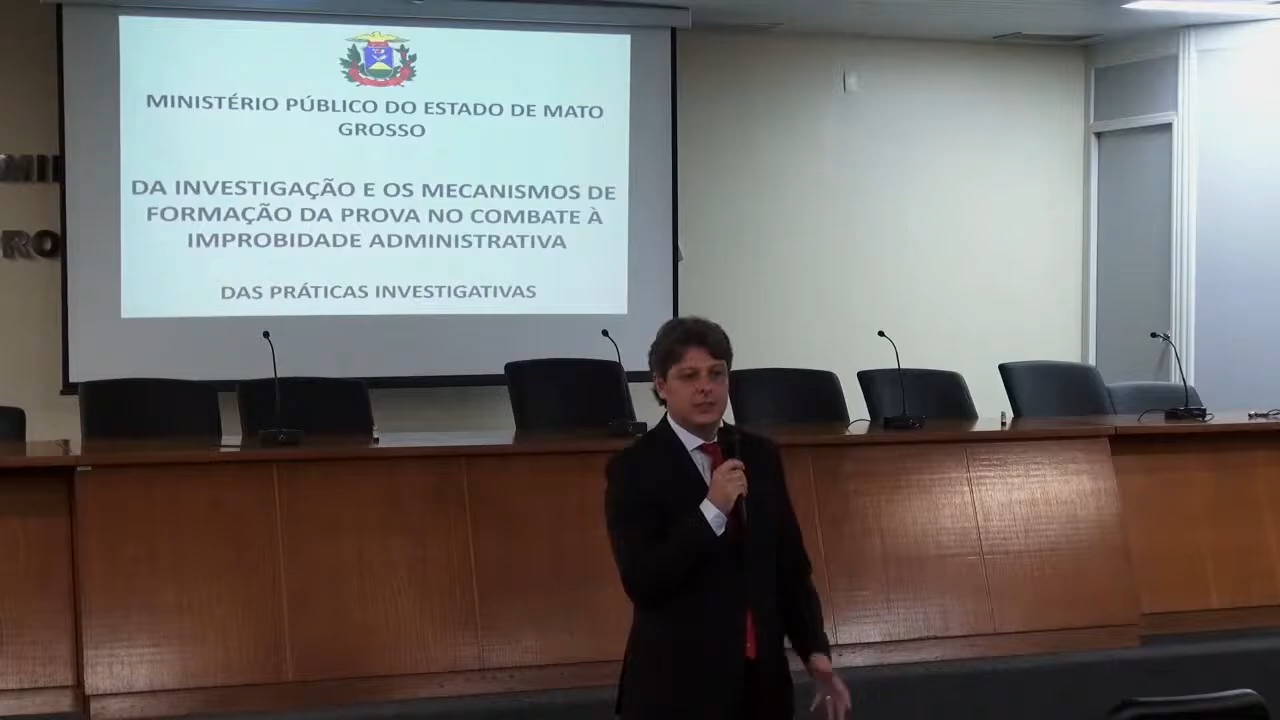 MINISTÉRIO PÚBLICO DO ESTADO DE MATO
GROSSO
DA INVESTIGAÇÃO E OS MECANISMOS DE
FORMAÇÃO DA PROVA NO COMBATE À
IMPROBIDADE ADMINISTRATIVA
DAS PRÁTICAS INVESTIGATIVAS